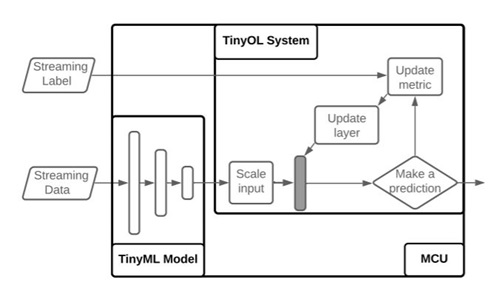 TinyOL System
Streaming
Label
Update
metric
Update
layer
Streaming
Data
Scale
input
Make a
prediction
TinyML Model
MCU